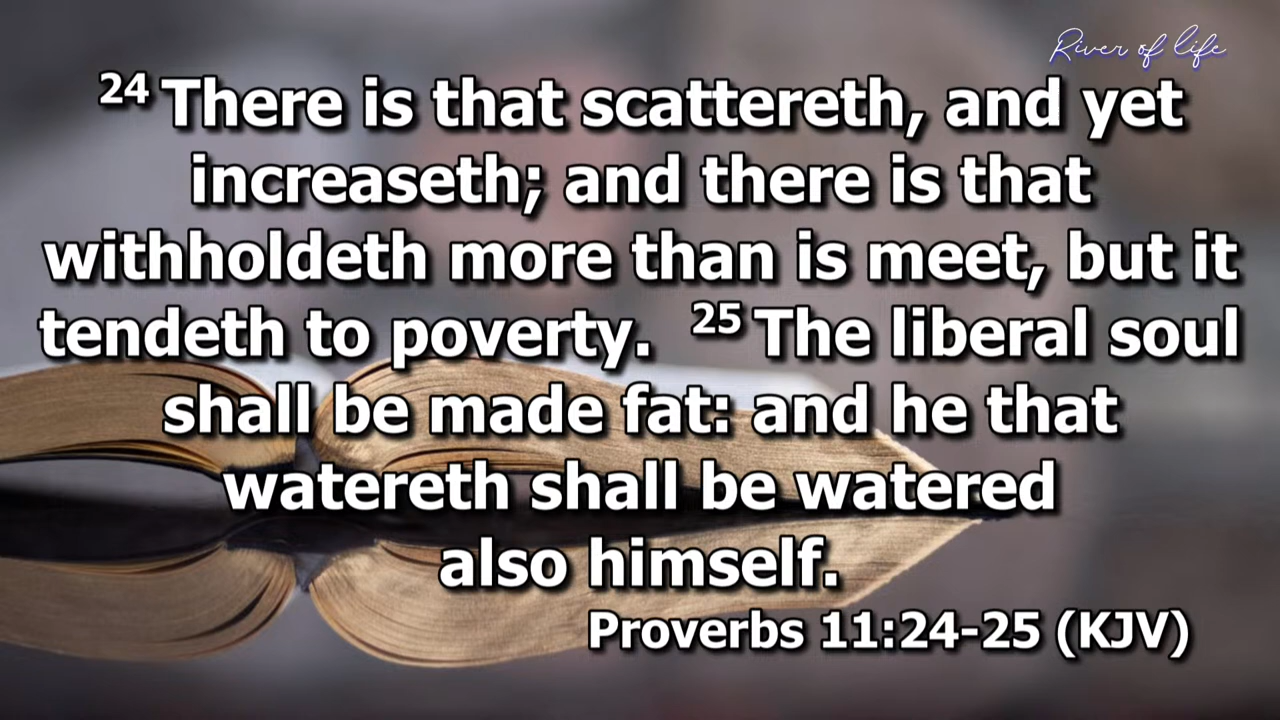 River of life
24 There is that scattereth, and yet
increaseth; and there is that
withholdeth more than is meet, but it
tendeth to poverty. 25 The liberal soul
shall be made fat: and he that
watereth shall be watered
also himself.
Proverbs 11:24-25 (KJV)